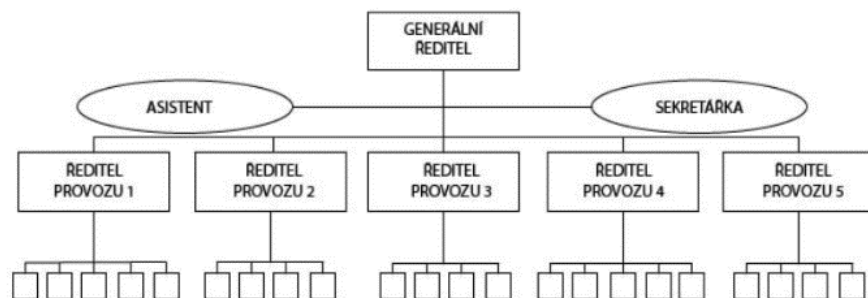 GENERÁLNÍ
ŘEDITEL
ASISTENT
SEKRETÁŘKA
ŘEDITEL
PROVOZU 1
ŘEDITEL
PROVOZU 2
ŘEDITEL
PROVOZU 3
ŘEDITEL
PROVOZU 4
ŘEDITEL
PROVOZU 5